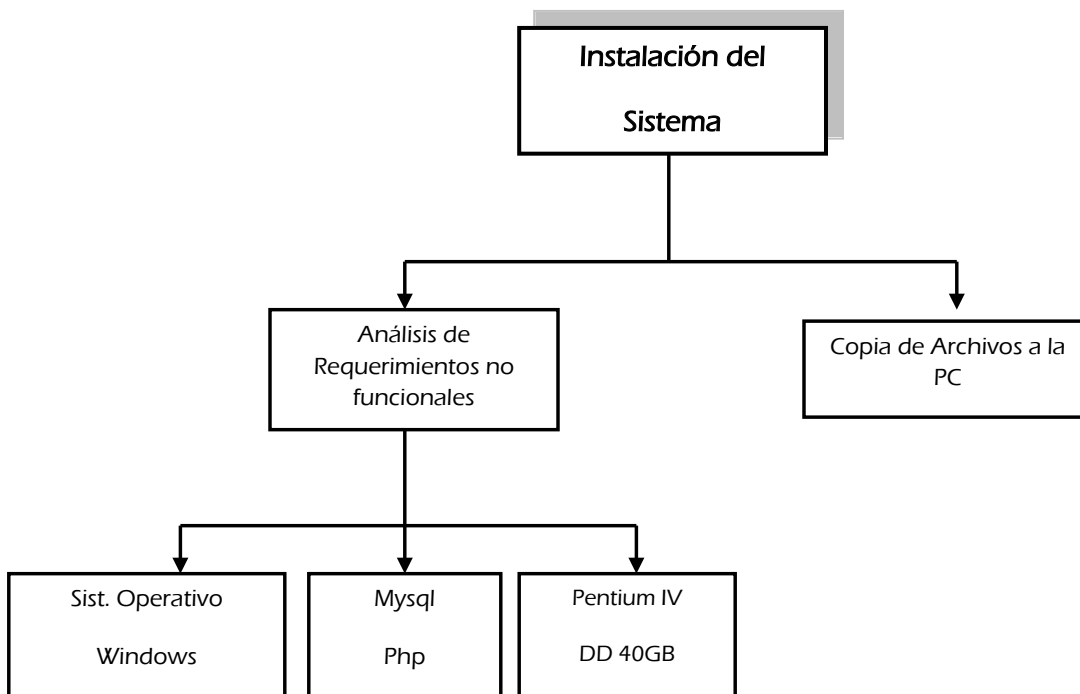 Instalación del
Sistema
Análisis de
Requerimientos no
funcionales
Copia de Archivos a la
PC
Sist. Operativo
Windows
Mysql
Php
Pentium IV
DD 40GB